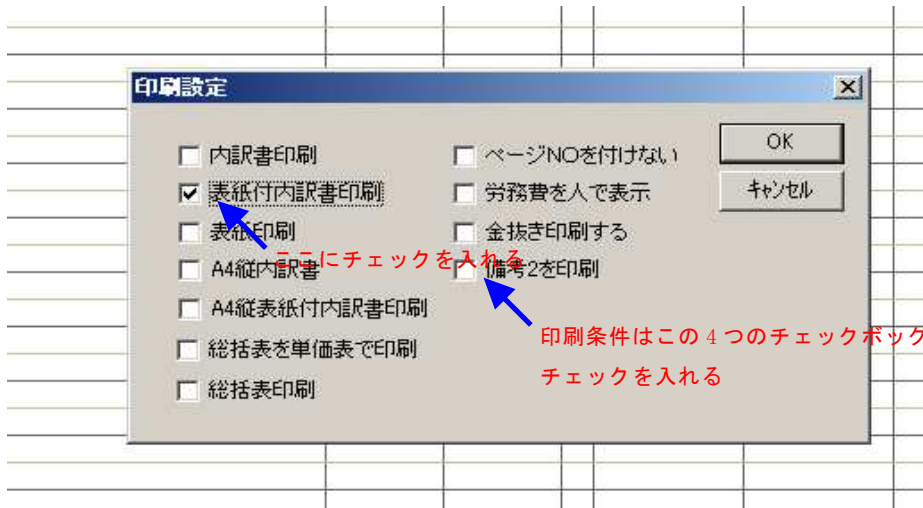 印刷設定
内訳書印刷
表紙付内訳書印刷
表紙印刷
A4縦内訳書
A4縦表紙付内訳書印刷
総括表を単価表で印刷
総括表印刷
ページNOを付けない
労務費を人で表示
金抜き印刷する
備考2を印刷
OK
キャンセル
ここにチェックを入れる
印刷条件はこの4つのチェックボック
チェックを入れる